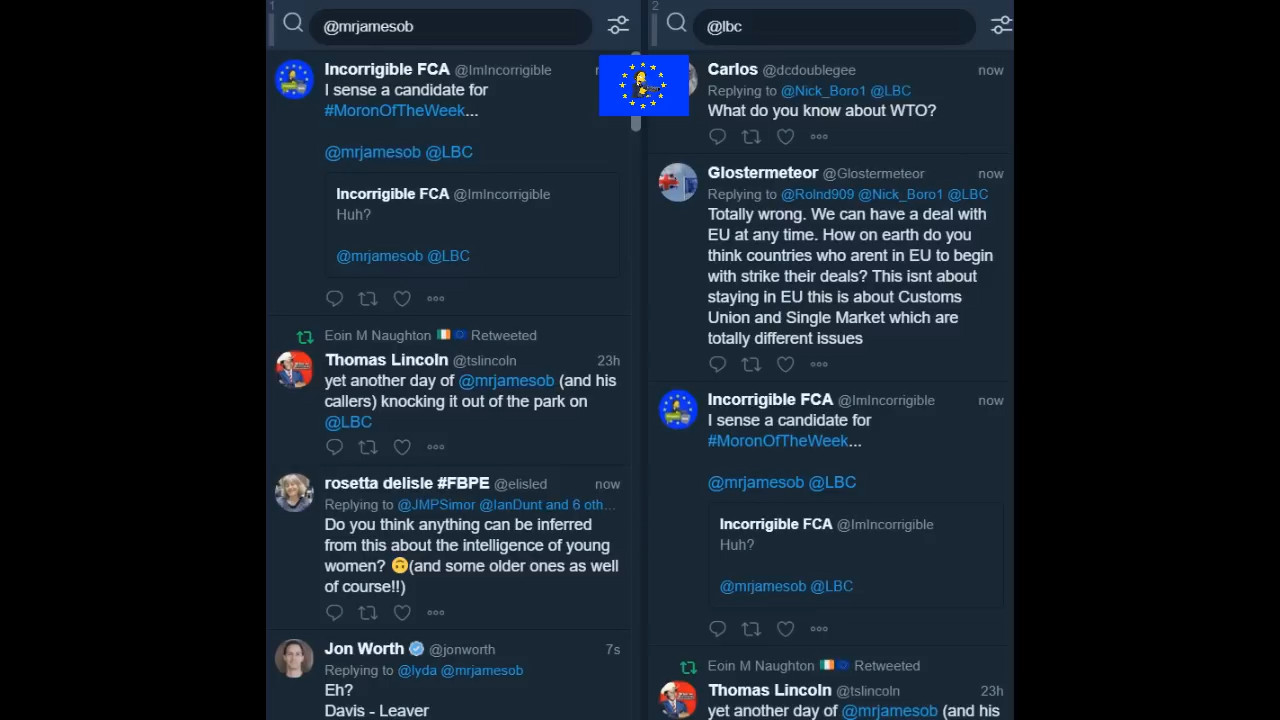 1
@mrjamesob
Incorrigible FCA @ImIncorrigible
I sense a candidate for
#MoronOfTheWeek...
@mrjamesob @LBC
Incorrigible FCA @ImIncorrigible
Huh?
@mrjamesob @LBC
Eoin M Naughton 🇮🇪 🇪🇺 Retweeted
Thomas Lincoln @tslincoln 23h
yet another day of @mrjamesob (and his
callers) knocking it out of the park on
@LBC
rosetta delisle #FBPE @elisled now
Replying to @JMPSimor @IanDunt and 6 oth...
Do you think anything can be inferred
from this about the intelligence of young
women? 🙃(and some older ones as well
of course!!)
Jon Worth @jonworth 7s
Replying to @lyda @mrjamesob
Eh?
Davis - Leaver
2
@lbc
Carlos @dcdoublegee now
Replying to @Nick_Boro1 @LBC
What do you know about WTO?
Glostermeteor @Glostermeteor now
Replying to @Rolnd909 @Nick_Boro1 @LBC
Totally wrong. We can have a deal with
EU at any time. How on earth do you
think countries who arent in EU to begin
with strike their deals? This isnt about
staying in EU this is about Customs
Union and Single Market which are
totally different issues
Incorrigible FCA @ImIncorrigible now
I sense a candidate for
#MoronOfTheWeek...
@mrjamesob @LBC
Incorrigible FCA @ImIncorrigible
Huh?
@mrjamesob @LBC
Eoin M Naughton 🇮🇪 🇪🇺 Retweeted
Thomas Lincoln @tslincoln 23h
yet another day of @mrjamesob (and his